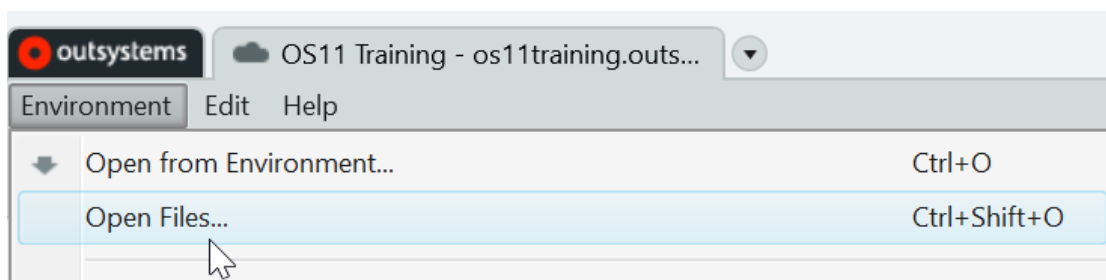 outsystems OS11 Training - os11training.outs...
Environment Edit Help
Open from Environment... Ctrl+O
Open Files... Ctrl+Shift+O